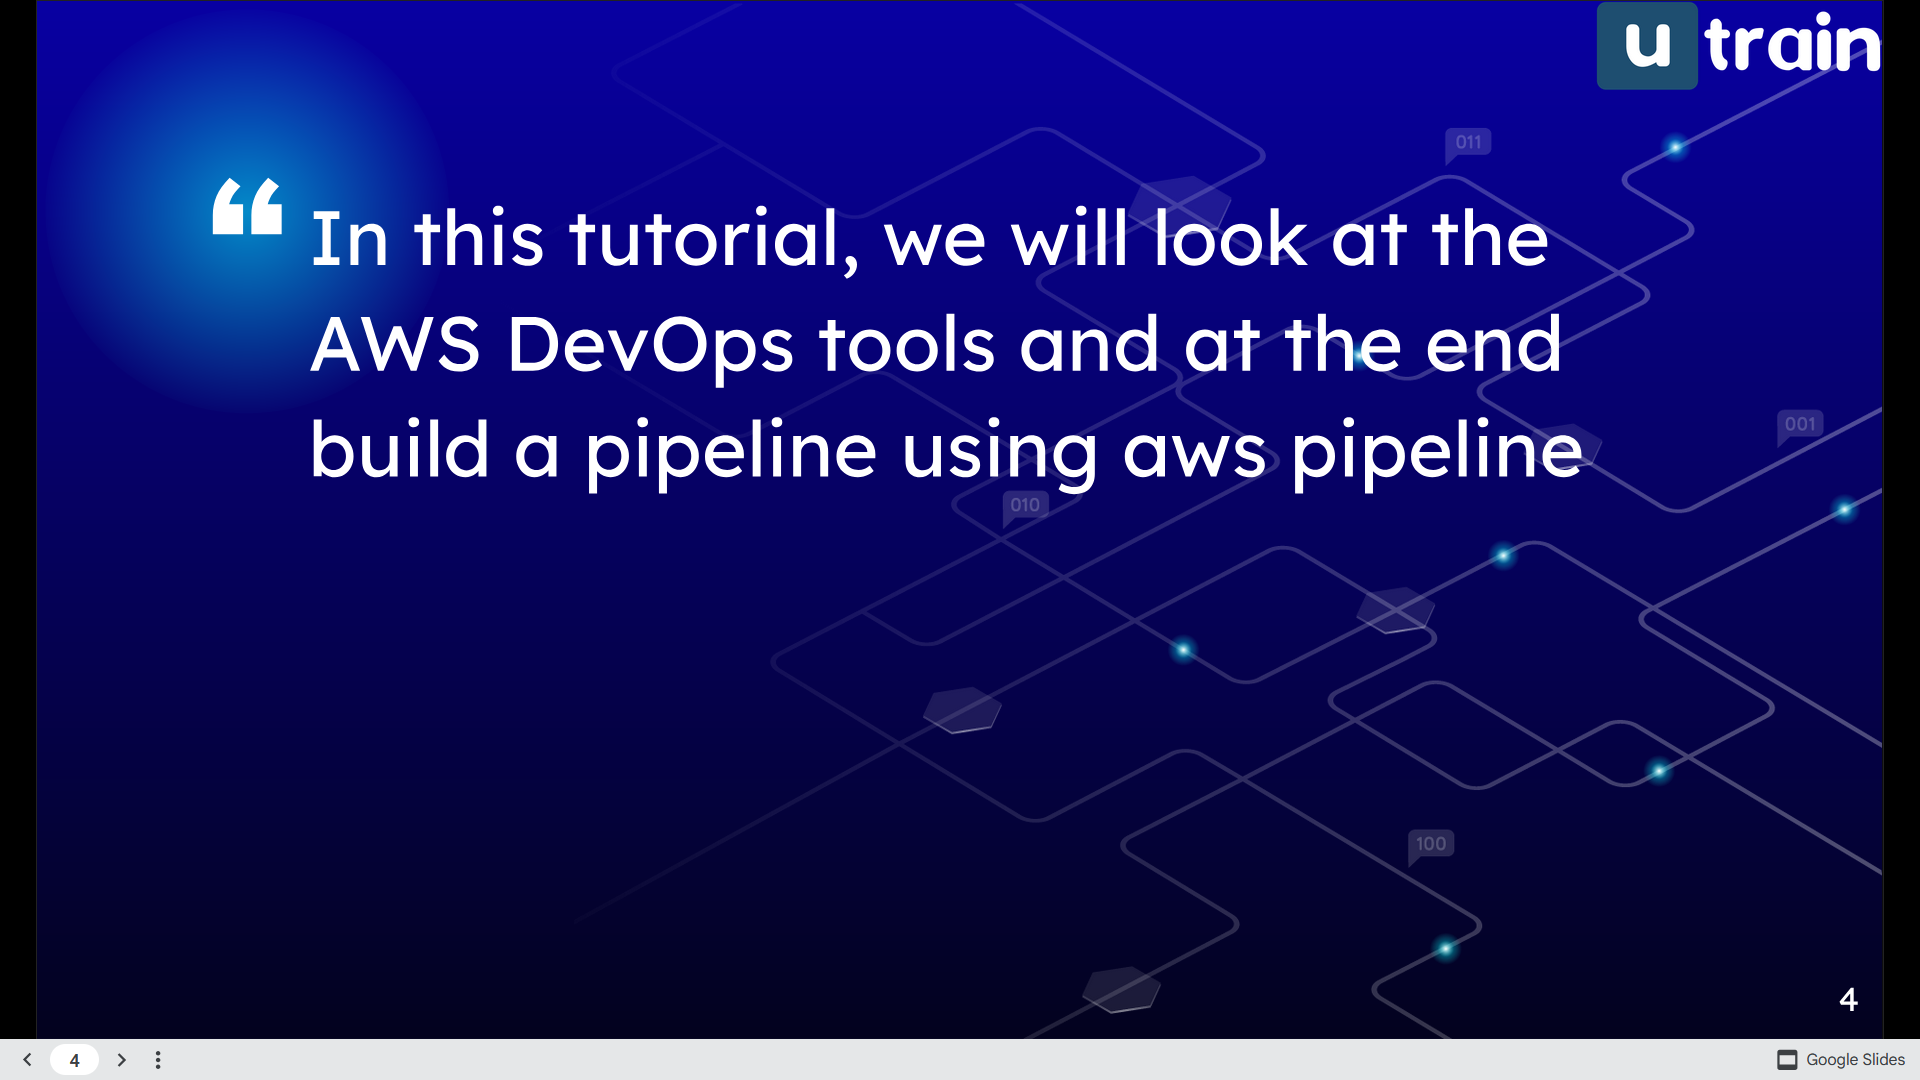 u train
011
“ In this tutorial, we will look at the
AWS DevOps tools and at the end
build a pipeline using aws pipeline
001
010
100
4
4
Google Slides